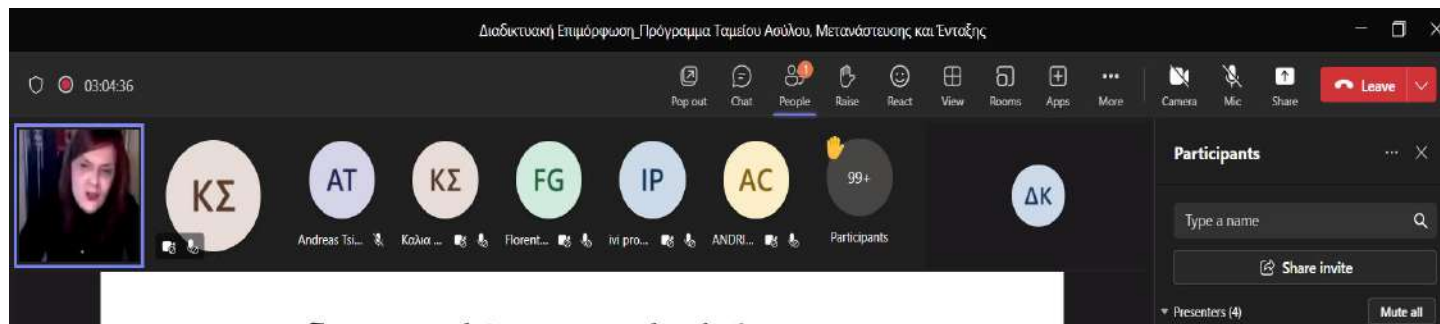 Διαδικτυακή Επιμόρφωση_Πρόγραμμα Ταμείου Ασύλου, Μετανάστευσης και Ένταξης
03:04:36
Pop out Chat People 1 Raise React View Rooms Apps More Camera Mic Share Leave
ΚΣ
AT ΚΣ FG IP AC 99+ ΔΚ
Andreas Tsi... Καλια ... Florent... ivi pro... ANDRI... Participants
Participants
Type a name
Share invite
Presenters (4) Mute all